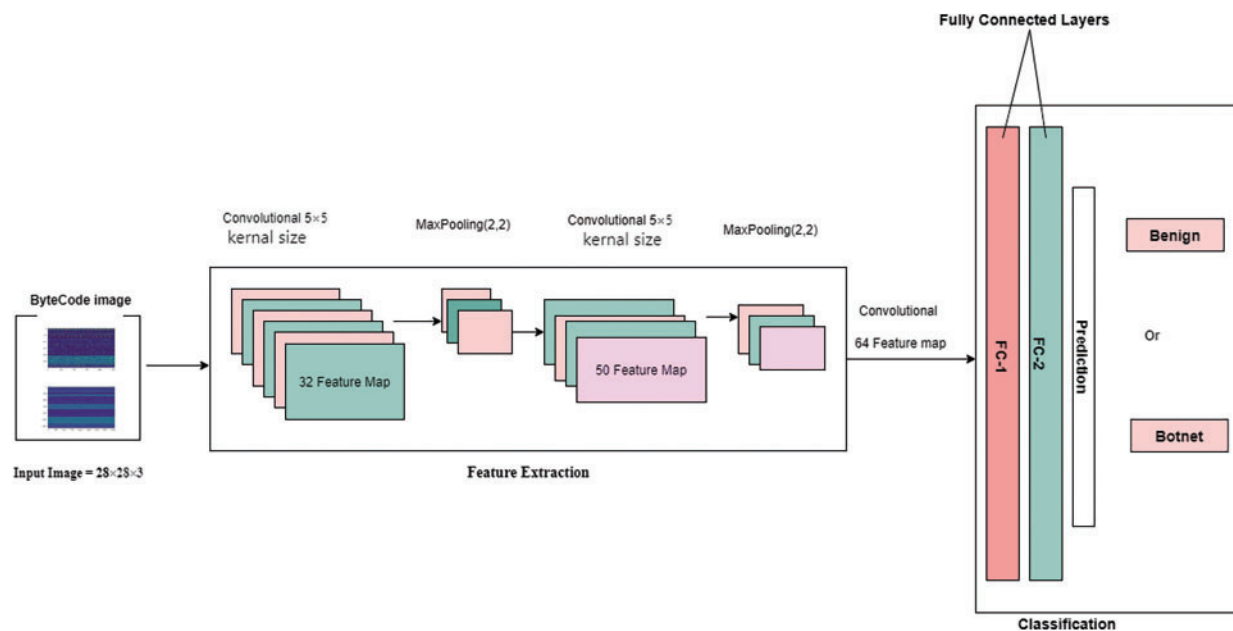 Fully Connected Layers
Convolutional 5×5
kernal size
MaxPooling(2,2)
Convolutional 5×5
kernal size
MaxPooling(2,2)
ByteCode image
32 Feature Map
50 Feature Map
Convolutional
64 Feature map
FC-1
FC-2
Prediction
Benign
Or
Botnet
Input Image = 28×28×3
Feature Extraction
Classification